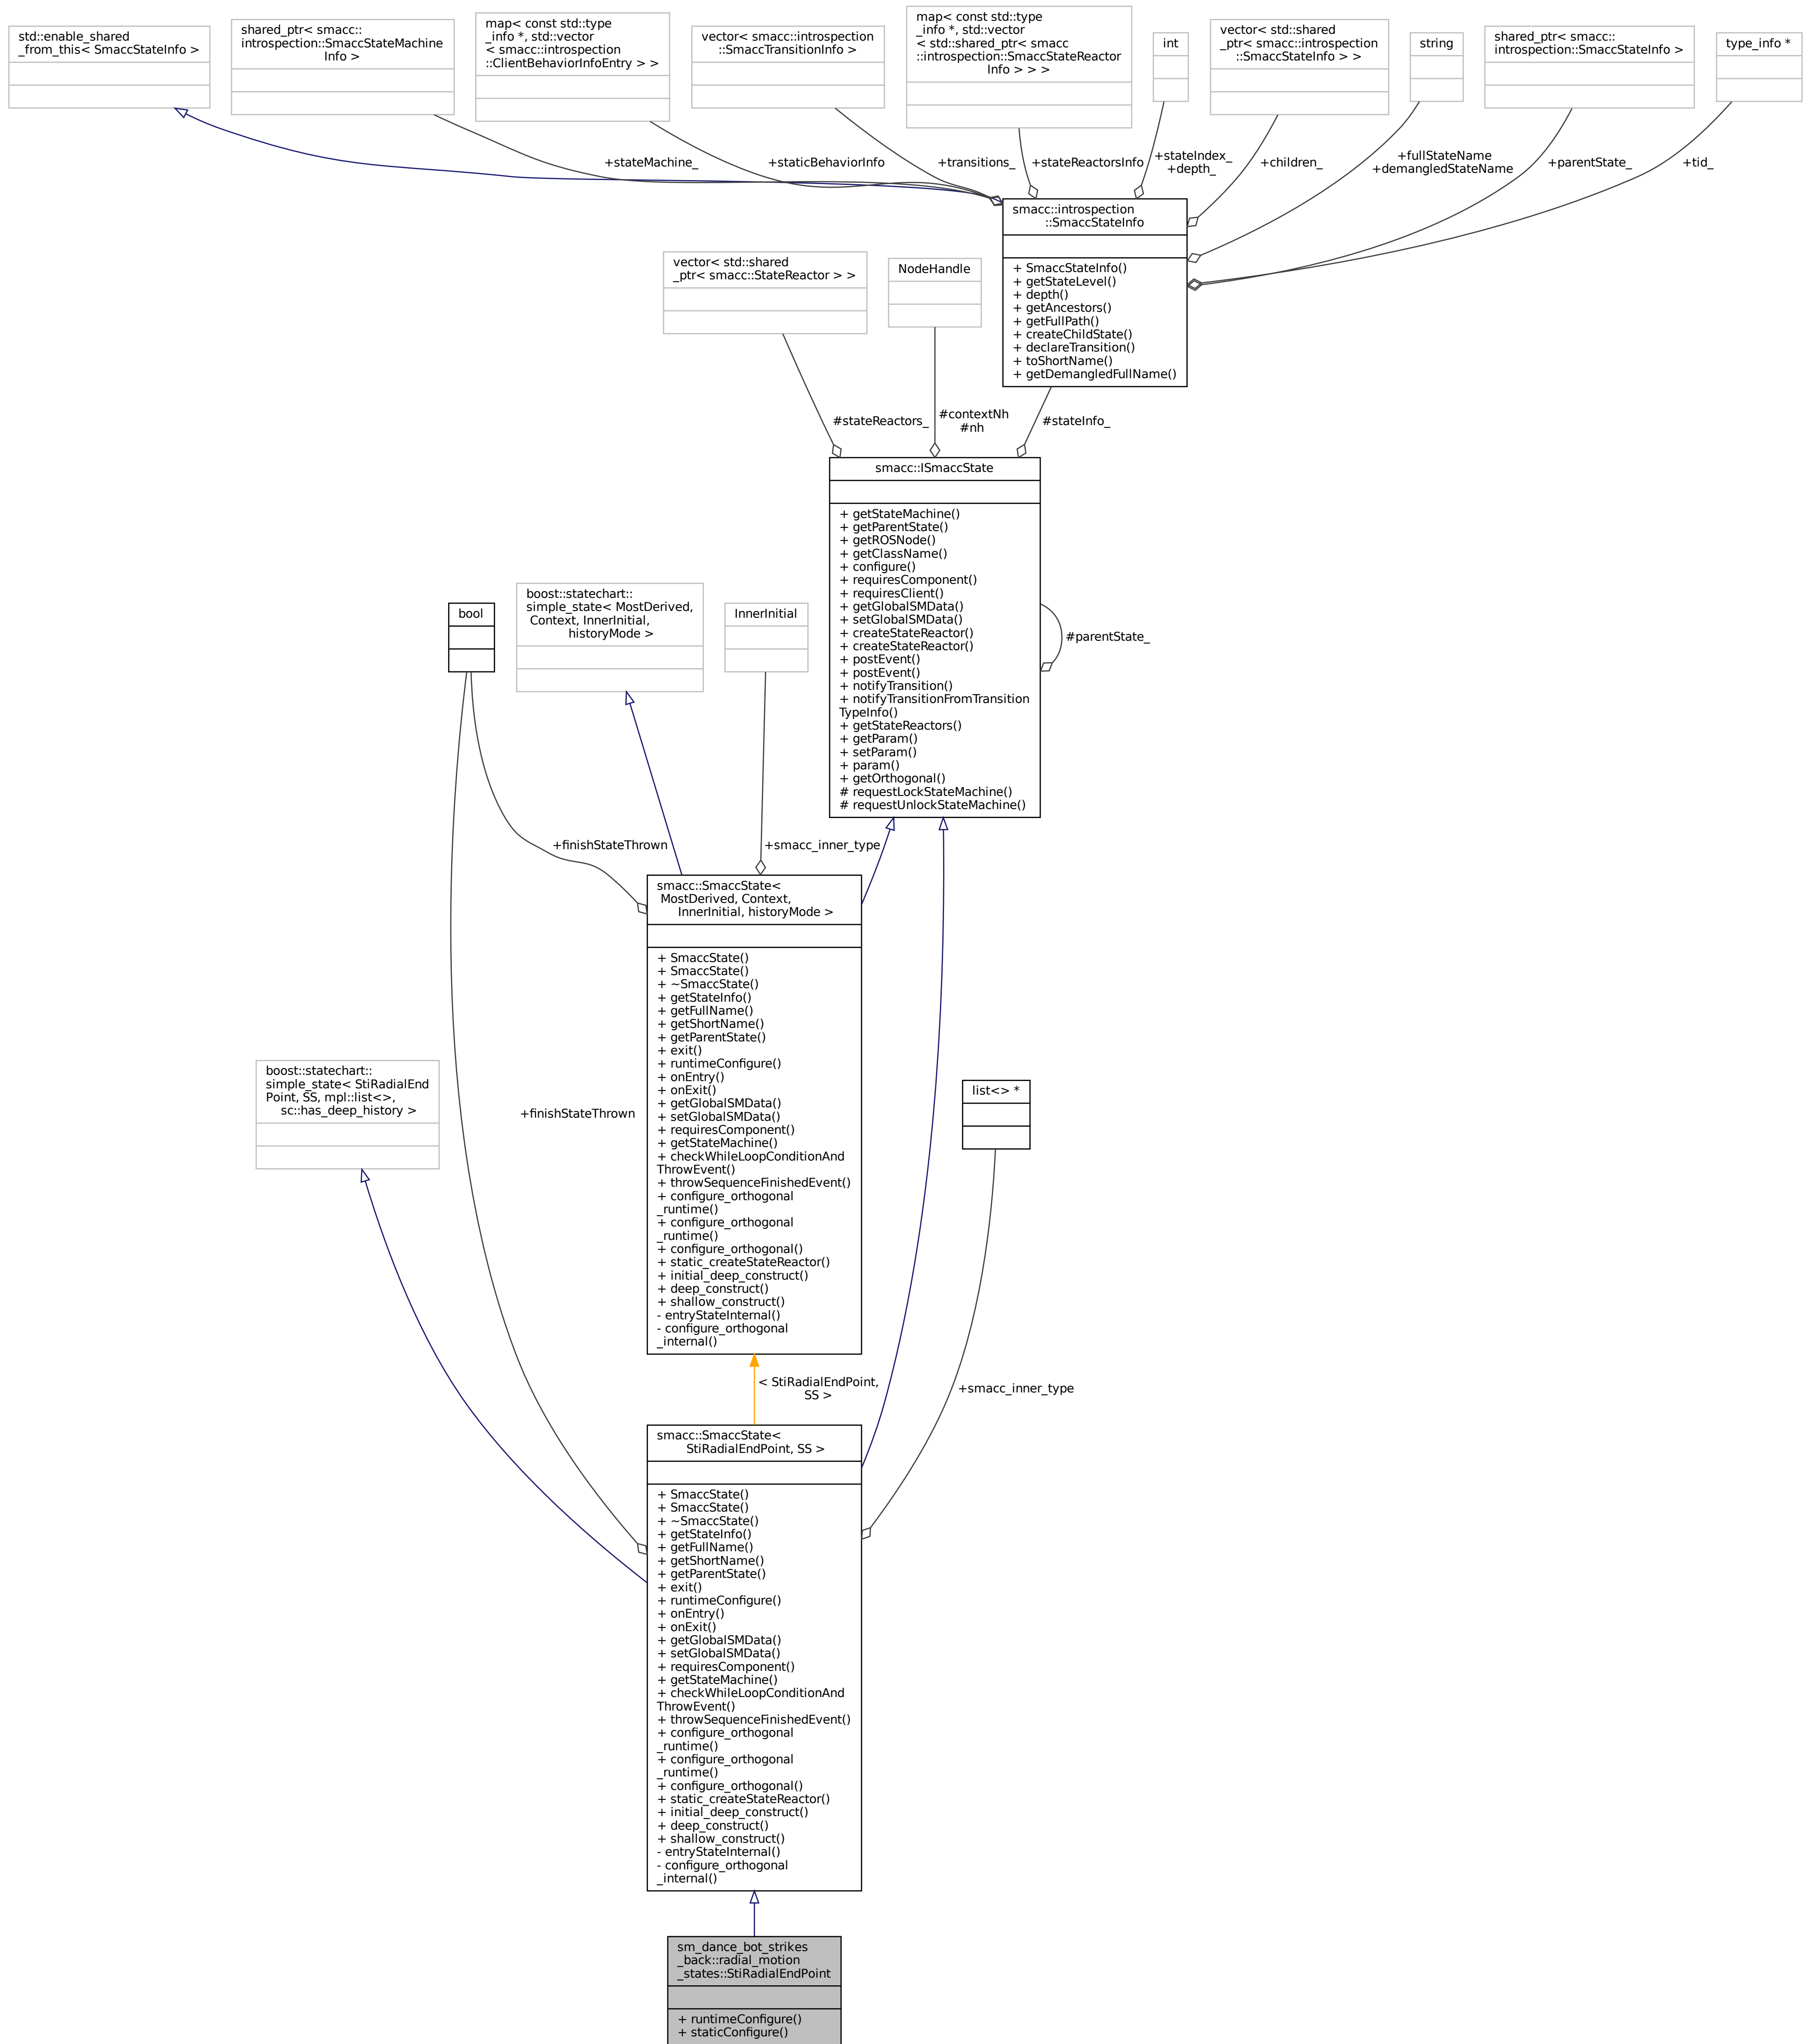 std::enable_shared
_from_this< SmaccStateInfo >
shared_ptr< smacc::
introspection::SmaccStateMachine
Info >
map< const std::type
_info *, std::vector
< smacc::introspection
::ClientBehaviorInfoEntry > >
vector< smacc::introspection
::SmaccTransitionInfo >
map< const std::type
_info *, std::vector
< std::shared_ptr< smacc
::introspection::SmaccStateReactor
Info > > >
int
vector< std::shared
_ptr< smacc::introspection
::SmaccStateInfo > >
string
shared_ptr< smacc::
introspection::SmaccStateInfo >
type_info *
+stateMachine_
+staticBehaviorInfo
+transitions_
+stateReactorsInfo
+stateIndex_
+depth_
+children_
+fullStateName
+demangledStateName
+parentState_
+tid_
smacc::introspection
::SmaccStateInfo
+ SmaccStateInfo()
+ getStateLevel()
+ depth()
+ getAncestors()
+ getFullPath()
+ createChildState()
+ declareTransition()
+ toShortName()
+ getDemangledFullName()
vector< std::shared
_ptr< smacc::StateReactor > >
NodeHandle
#stateReactors_
#contextNh
#nh
#stateInfo_
smacc::ISmaccState
+ getStateMachine()
+ getParentState()
+ getROSNode()
+ getClassName()
+ configure()
+ requiresComponent()
+ requiresClient()
+ getGlobalSMData()
+ setGlobalSMData()
+ createStateReactor()
+ createStateReactor()
+ postEvent()
+ postEvent()
+ notifyTransition()
+ notifyTransitionFromTransition
TypeInfo()
+ getStateReactors()
+ getParam()
+ setParam()
+ param()
+ getOrthogonal()
# requestLockStateMachine()
# requestUnlockStateMachine()
#parentState_
bool
boost::statechart::
simple_state< MostDerived,
Context, InnerInitial,
historyMode >
InnerInitial
+finishStateThrown
+smacc_inner_type
smacc::SmaccState<
MostDerived, Context,
InnerInitial, historyMode >
+ SmaccState()
+ SmaccState()
+ ~SmaccState()
+ getStateInfo()
+ getFullName()
+ getShortName()
+ getParentState()
+ exit()
+ runtimeConfigure()
+ onEntry()
+ onExit()
+ getGlobalSMData()
+ setGlobalSMData()
+ requiresComponent()
+ getStateMachine()
+ checkWhileLoopConditionAnd
ThrowEvent()
+ throwSequenceFinishedEvent()
+ configure_orthogonal
_runtime()
+ configure_orthogonal
_runtime()
+ configure_orthogonal()
+ static_createStateReactor()
+ initial_deep_construct()
+ deep_construct()
+ shallow_construct()
- entryStateInternal()
- configure_orthogonal
_internal()
boost::statechart::
simple_state< StiRadialEnd
Point, SS, mpl::list<>,
sc::has_deep_history >
+finishStateThrown
list<> *
< StiRadialEndPoint,
SS >
+smacc_inner_type
smacc::SmaccState<
StiRadialEndPoint, SS >
+ SmaccState()
+ SmaccState()
+ ~SmaccState()
+ getStateInfo()
+ getFullName()
+ getShortName()
+ getParentState()
+ exit()
+ runtimeConfigure()
+ onEntry()
+ onExit()
+ getGlobalSMData()
+ setGlobalSMData()
+ requiresComponent()
+ getStateMachine()
+ checkWhileLoopConditionAnd
ThrowEvent()
+ throwSequenceFinishedEvent()
+ configure_orthogonal
_runtime()
+ configure_orthogonal
_runtime()
+ configure_orthogonal()
+ static_createStateReactor()
+ initial_deep_construct()
+ deep_construct()
+ shallow_construct()
- entryStateInternal()
- configure_orthogonal
_internal()
sm_dance_bot_strikes
_back::radial_motion
_states::StiRadialEndPoint
+ runtimeConfigure()
+ staticConfigure()